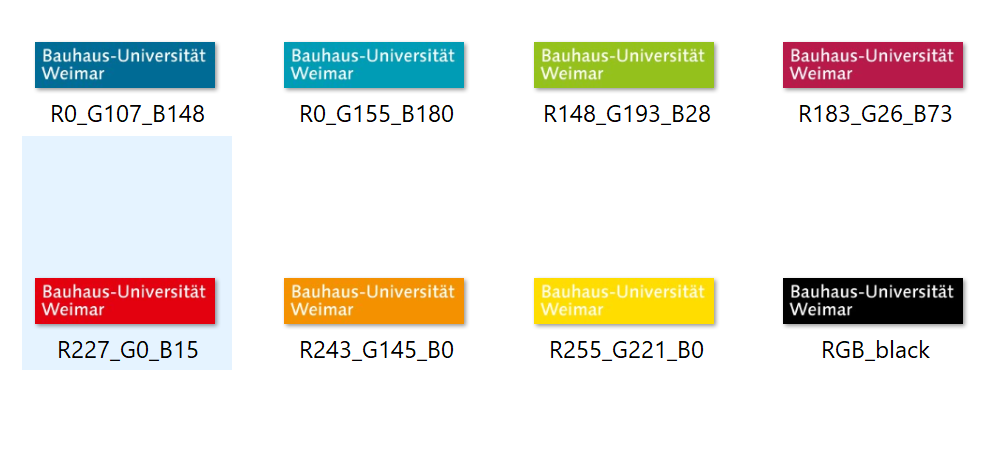 Bauhaus-Universität
Weimar
Bauhaus-Universität
Weimar
Bauhaus-Universität
Weimar
Bauhaus-Universität
Weimar
R0_G107_B148
R0_G155_B180
R148_G193_B28
R183_G26_B73
Bauhaus-Universität
Weimar
Bauhaus-Universität
Weimar
Bauhaus-Universität
Weimar
Bauhaus-Universität
Weimar
R227_G0_B15
R243_G145_B0
R255_G221_B0
RGB_black